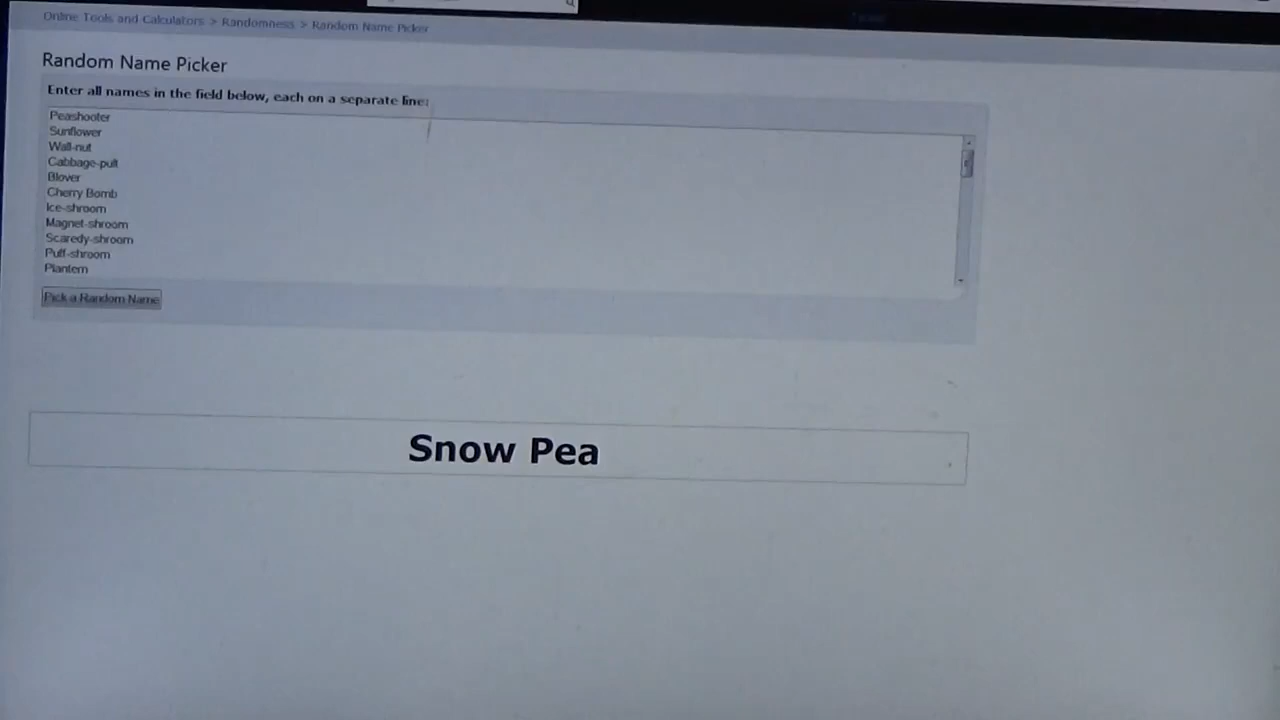 Online Tools and Calculators > Randomness > Random Name Picker
Random Name Picker
Enter all names in the field below, each on a separate line:
Peashooter
Sunflower
Wall-nut
Cabbage-pult
Blover
Cherry Bomb
Ice-shroom
Magnet-shroom
Scaredy-shroom
Puff-shroom
Plantern
Pick a Random Name
Snow Pea